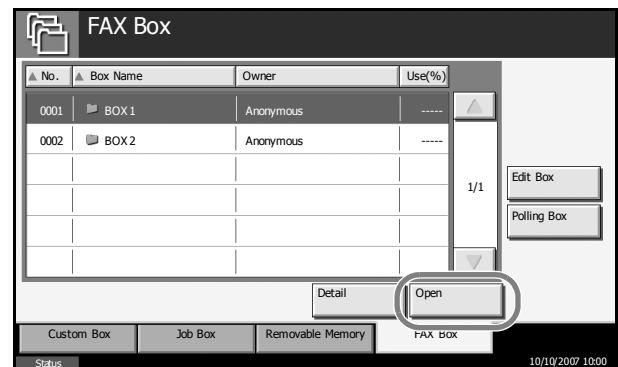 FAX Box
No. Box Name Owner Use(%)
0001 BOX 1 Anonymous -----
0002 BOX 2 Anonymous -----
1/1
Edit Box
Polling Box
Detail Open
Custom Box Job Box Removable Memory FAX Box
Status 10/10/2007 10:00